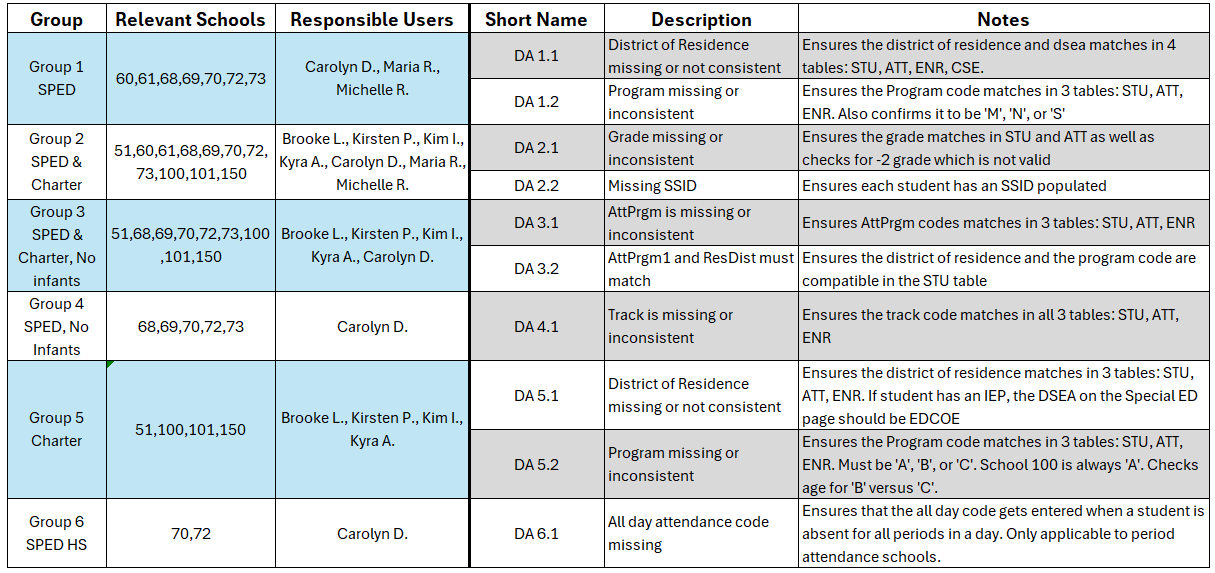 Group Relevant Schools Responsible Users Short Name Description Notes
Group 1
SPED
60,61,68,69,70,72,73
Carolyn D., Maria R.,
Michelle R.
DA 1.1
District of Residence
missing or not consistent
Ensures the district of residence and dsea matches in 4
tables: STU, ATT, ENR, CSE.
DA 1.2
Program missing or
inconsistent
Ensures the Program code matches in 3 tables: STU, ATT,
ENR. Also confirms it to be 'M', 'N', or 'S'
Group 2
SPED &
Charter
51,60,61,68,69,70,72,
73,100,101,150
Brooke L., Kirsten P., Kim I.,
Kyra A., Carolyn D., Maria R.,
Michelle R.
DA 2.1
Grade missing or
inconsistent
Ensures the grade matches in STU and ATT as well as
checks for -2 grade which is not valid
DA 2.2
Missing SSID
Ensures each student has an SSID populated
Group 3
SPED &
Charter, No
infants
51,68,69,70,72,73,100
,101,150
Brooke L., Kirsten P., Kim I.,
Kyra A., Carolyn D.
DA 3.1
AttPrgm is missing or
inconsistent
Ensures AttPrgm codes matches in 3 tables: STU, ATT, ENR
DA 3.2
AttPrgm1 and ResDist must
match
Ensures the district of residence and the program code are
compatible in the STU table
Group 4
SPED, No
Infants
68,69,70,72,73
Carolyn D.
DA 4.1
Track is missing or
inconsistent
Ensures the track code matches in all 3 tables: STU, ATT,
ENR
Group 5
Charter
51,100,101,150
Brooke L., Kirsten P., Kim I.,
Kyra A.
DA 5.1
District of Residence
missing or not consistent
Ensures the district of residence matches in 3 tables: STU,
ATT, ENR. If student has an IEP, the DSEA on the Special ED
page should be EDCOE
DA 5.2
Program missing or
inconsistent
Ensures the Program code matches in 3 tables: STU, ATT,
ENR. Must be 'A', 'B', or 'C'. School 100 is always 'A'. Checks
age for 'B' versus 'C'.
Group 6
SPED HS
70,72
Carolyn D.
DA 6.1
All day attendance code
missing
Ensures that the all day code gets entered when a student is
absent for all periods in a day. Only applicable to period
attendance schools.